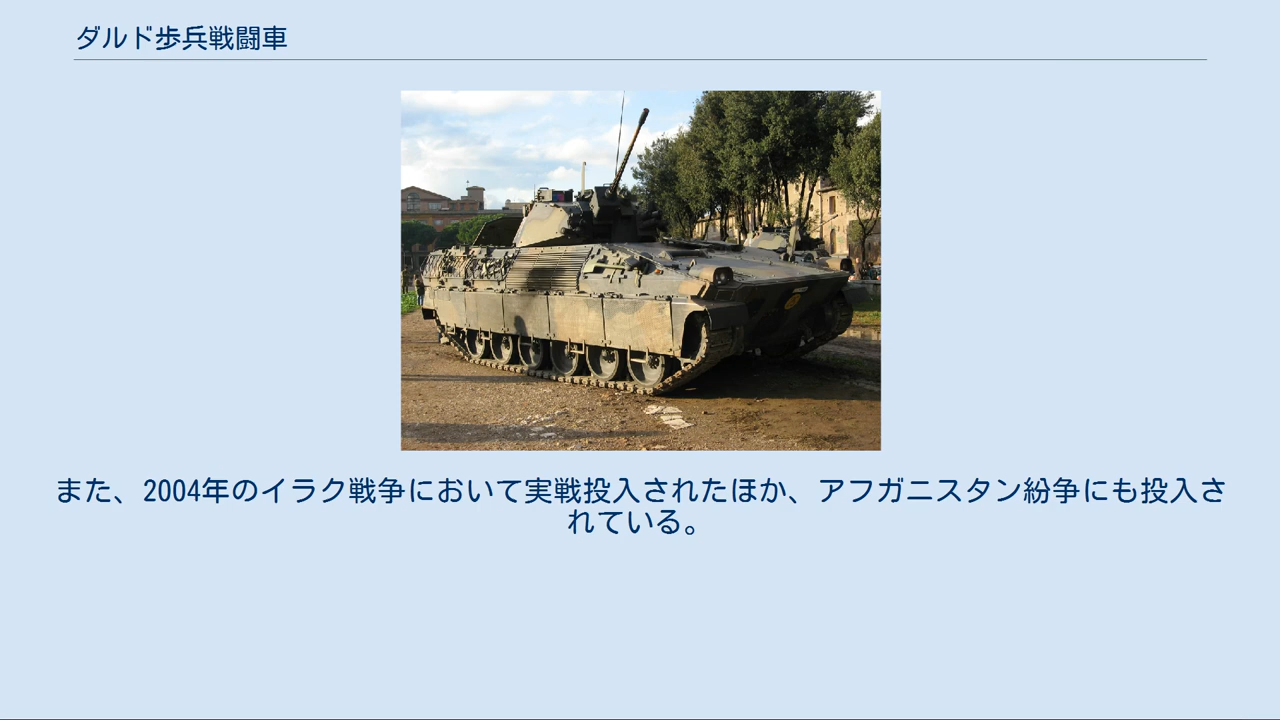 ダルド歩兵戦闘車
また、2004年のイラク戦争において実戦投入されたほか、アフガニスタン紛争にも投入さ
れている。